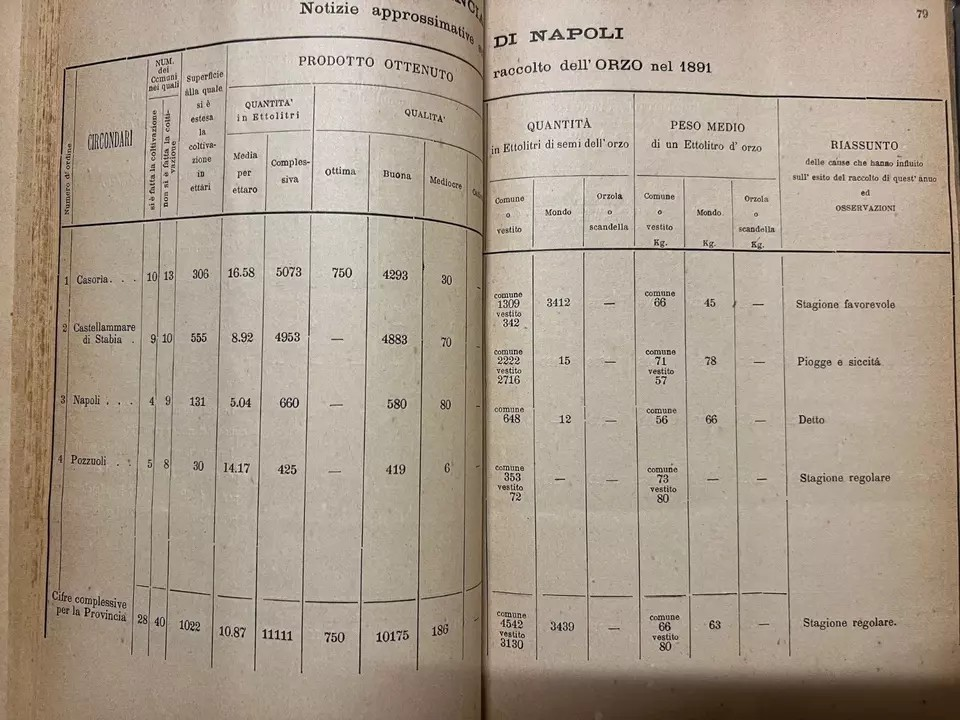 Notizie approssimative
NUM.
dei
Comuni
nei quali
PRODOTTO OTTENUTO
Numero d'ordine
CIRCONDARI
si è fatta la coltivazione
non si è fatta la colti-
vazione
Superficie
alla quale
si è
estesa
la
coltiva-
zione
in
ettari
QUANTITA'
in Ettolitri
QUALITA'
Media
per
ettaro
Comples-
siva
ottima
Buona
Mediocre
1 Casoria . . . 10 13 306 16.58 5073 750 4293 30
2 Castellammare
di Stabia . 9 10 555 8.92 4953 — 4883 70
3 Napoli . . . 4 9 131 5.04 660 — 580 80
4 Pozzuoli . . 5 8 30 14.17 425 — 419 6
Cifre complessive
per la Provincia 28 40 1022 10.87 11111 750 10175 186
79
DI NAPOLI
raccolto dell' ORZO nel 1891
QUANTITÀ
in Ettolitri di semi dell'orzo
PESO MEDIO
di un Ettolitro d' orzo
RIASSUNTO
delle cause che hanno influito
sull' esito del raccolto di quest' anno
ed
OSSERVAZIONI
Comune
o
vestito
Mondo
Orzola
o
scandella
Comune
o
vestito
Kg.
Mondo
Kg.
Orzola
o
scandella
Kg.
comune comune
1309 3412 — 66 45 — Stagione favorevole
vestito
342
comune comune
2222 15 — 71 78 — Piogge e siccità
vestito vestito
2716 57
comune comune
648 12 — 56 66 — Detto
comune comune
353 — — 73 — — Stagione regolare
vestito vestito
72 80
comune comune
4542 3439 — 66 63 — Stagione regolare.
vestito vestito
3130 80